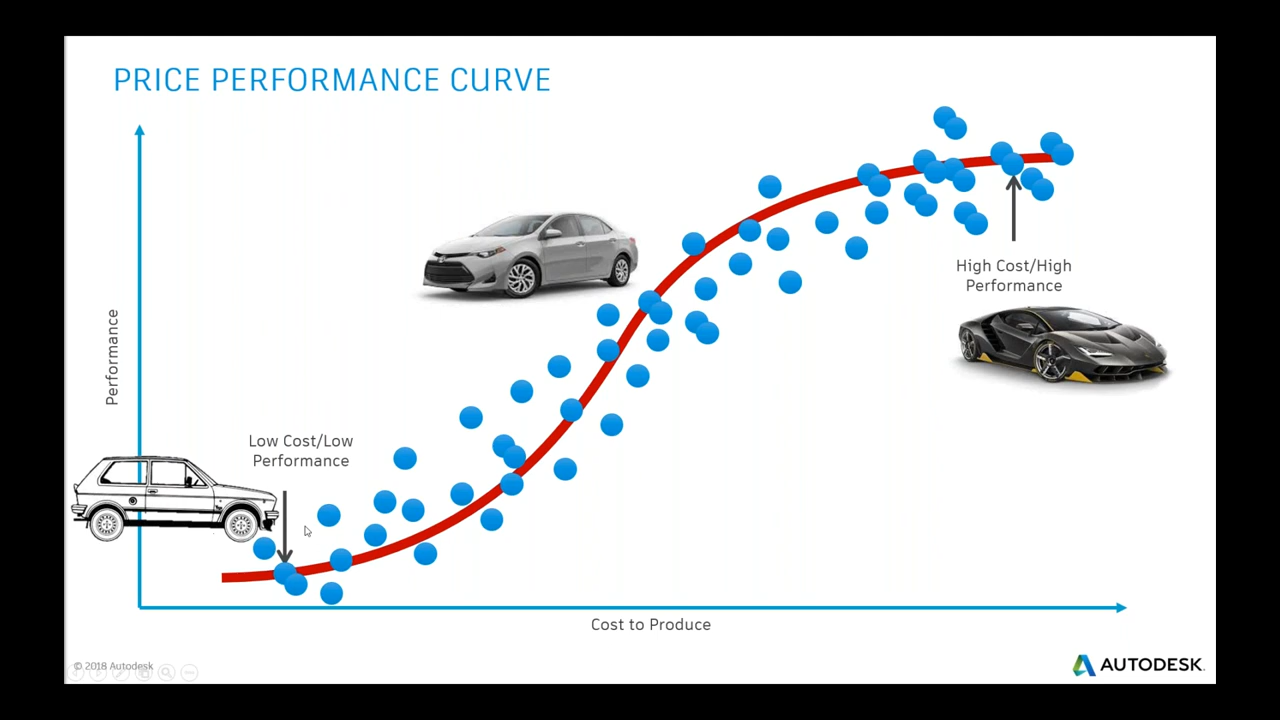 PRICE PERFORMANCE CURVE
Performance
High Cost/High
Performance
Low Cost/Low
Performance
Cost to Produce
© 2018 Autodesk
AUTODESK.